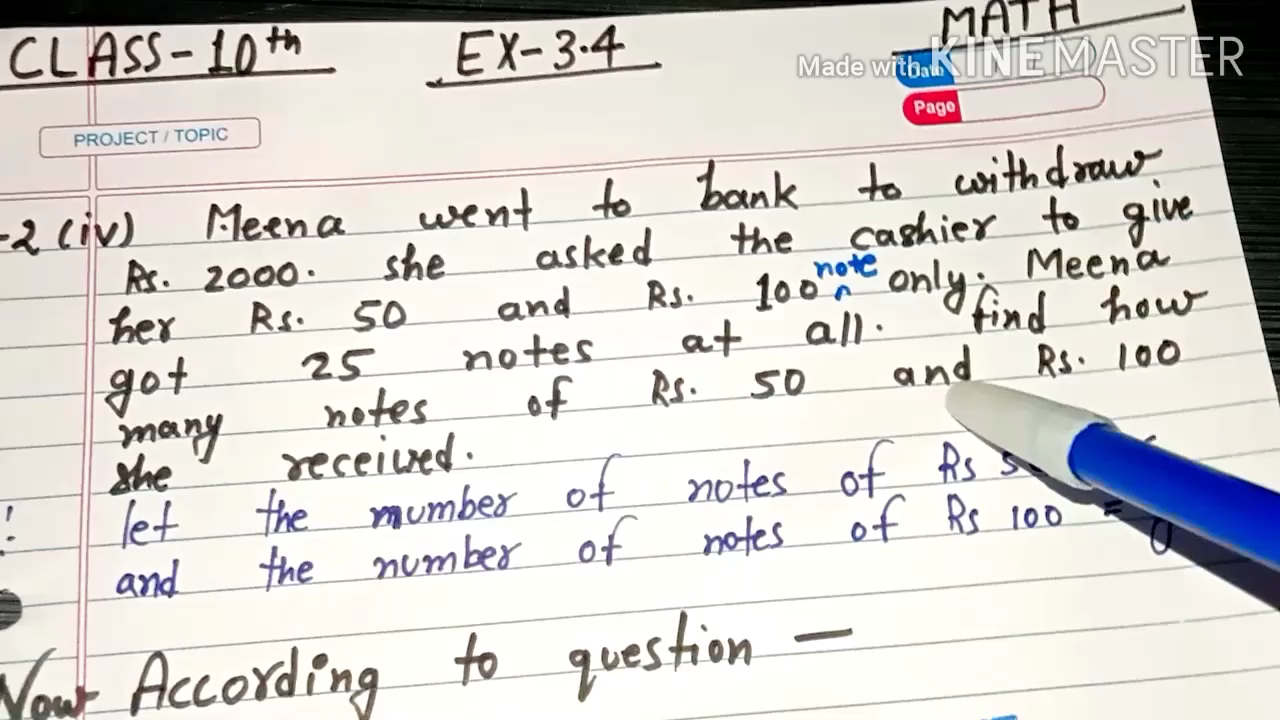 CLASS-10th EX-3.4 MATH
Made with KINEMASTER
Date
Page
PROJECT / TOPIC
-2 (iv) Meena went to bank to withdraw
Rs. 2000. she asked the cashier to give
her Rs. 50 and Rs. 100 note only. Meena
got 25 notes at all. find how
many notes of Rs. 50 and Rs. 100
she received.
let the number of notes of Rs
and the number of notes of Rs 100 =
Now According to question —